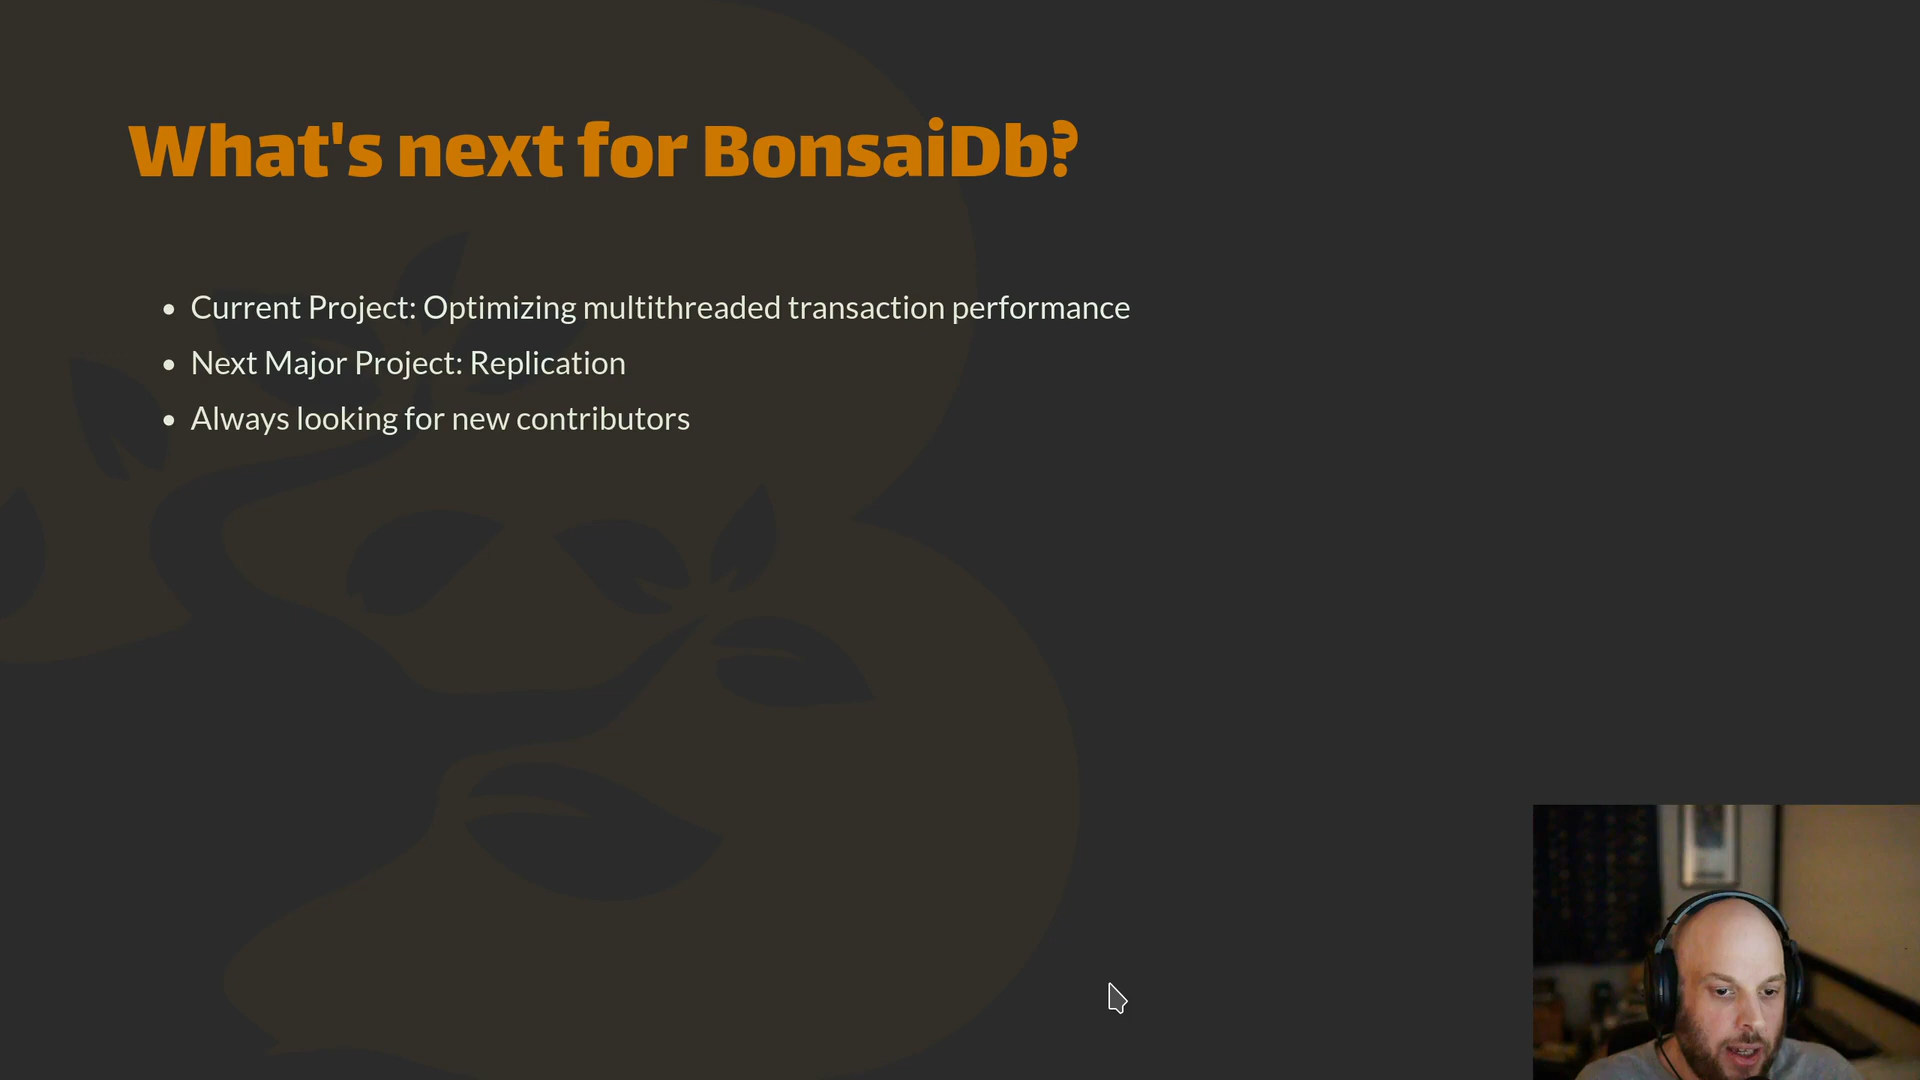 What's next for BonsaiDb?
Current Project: Optimizing multithreaded transaction performance
Next Major Project: Replication
Always looking for new contributors